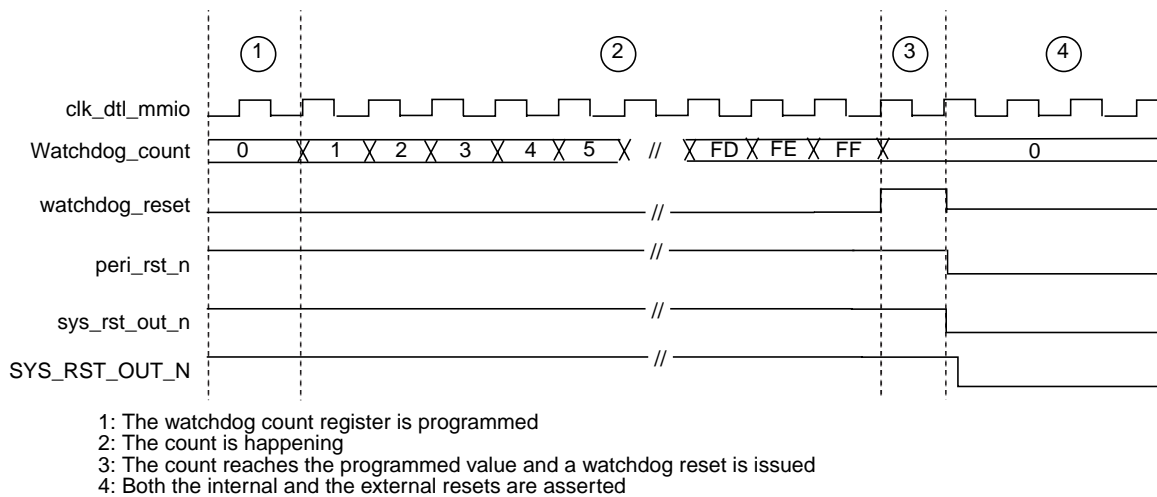 1 2 3 4
clk_dtl_mmio
Watchdog_count 0 1 2 3 4 5 // FD FE FF 0
watchdog_reset //
peri_rst_n //
sys_rst_out_n //
SYS_RST_OUT_N //
1: The watchdog count register is programmed
2: The count is happening
3: The count reaches the programmed value and a watchdog reset is issued
4: Both the internal and the external resets are asserted